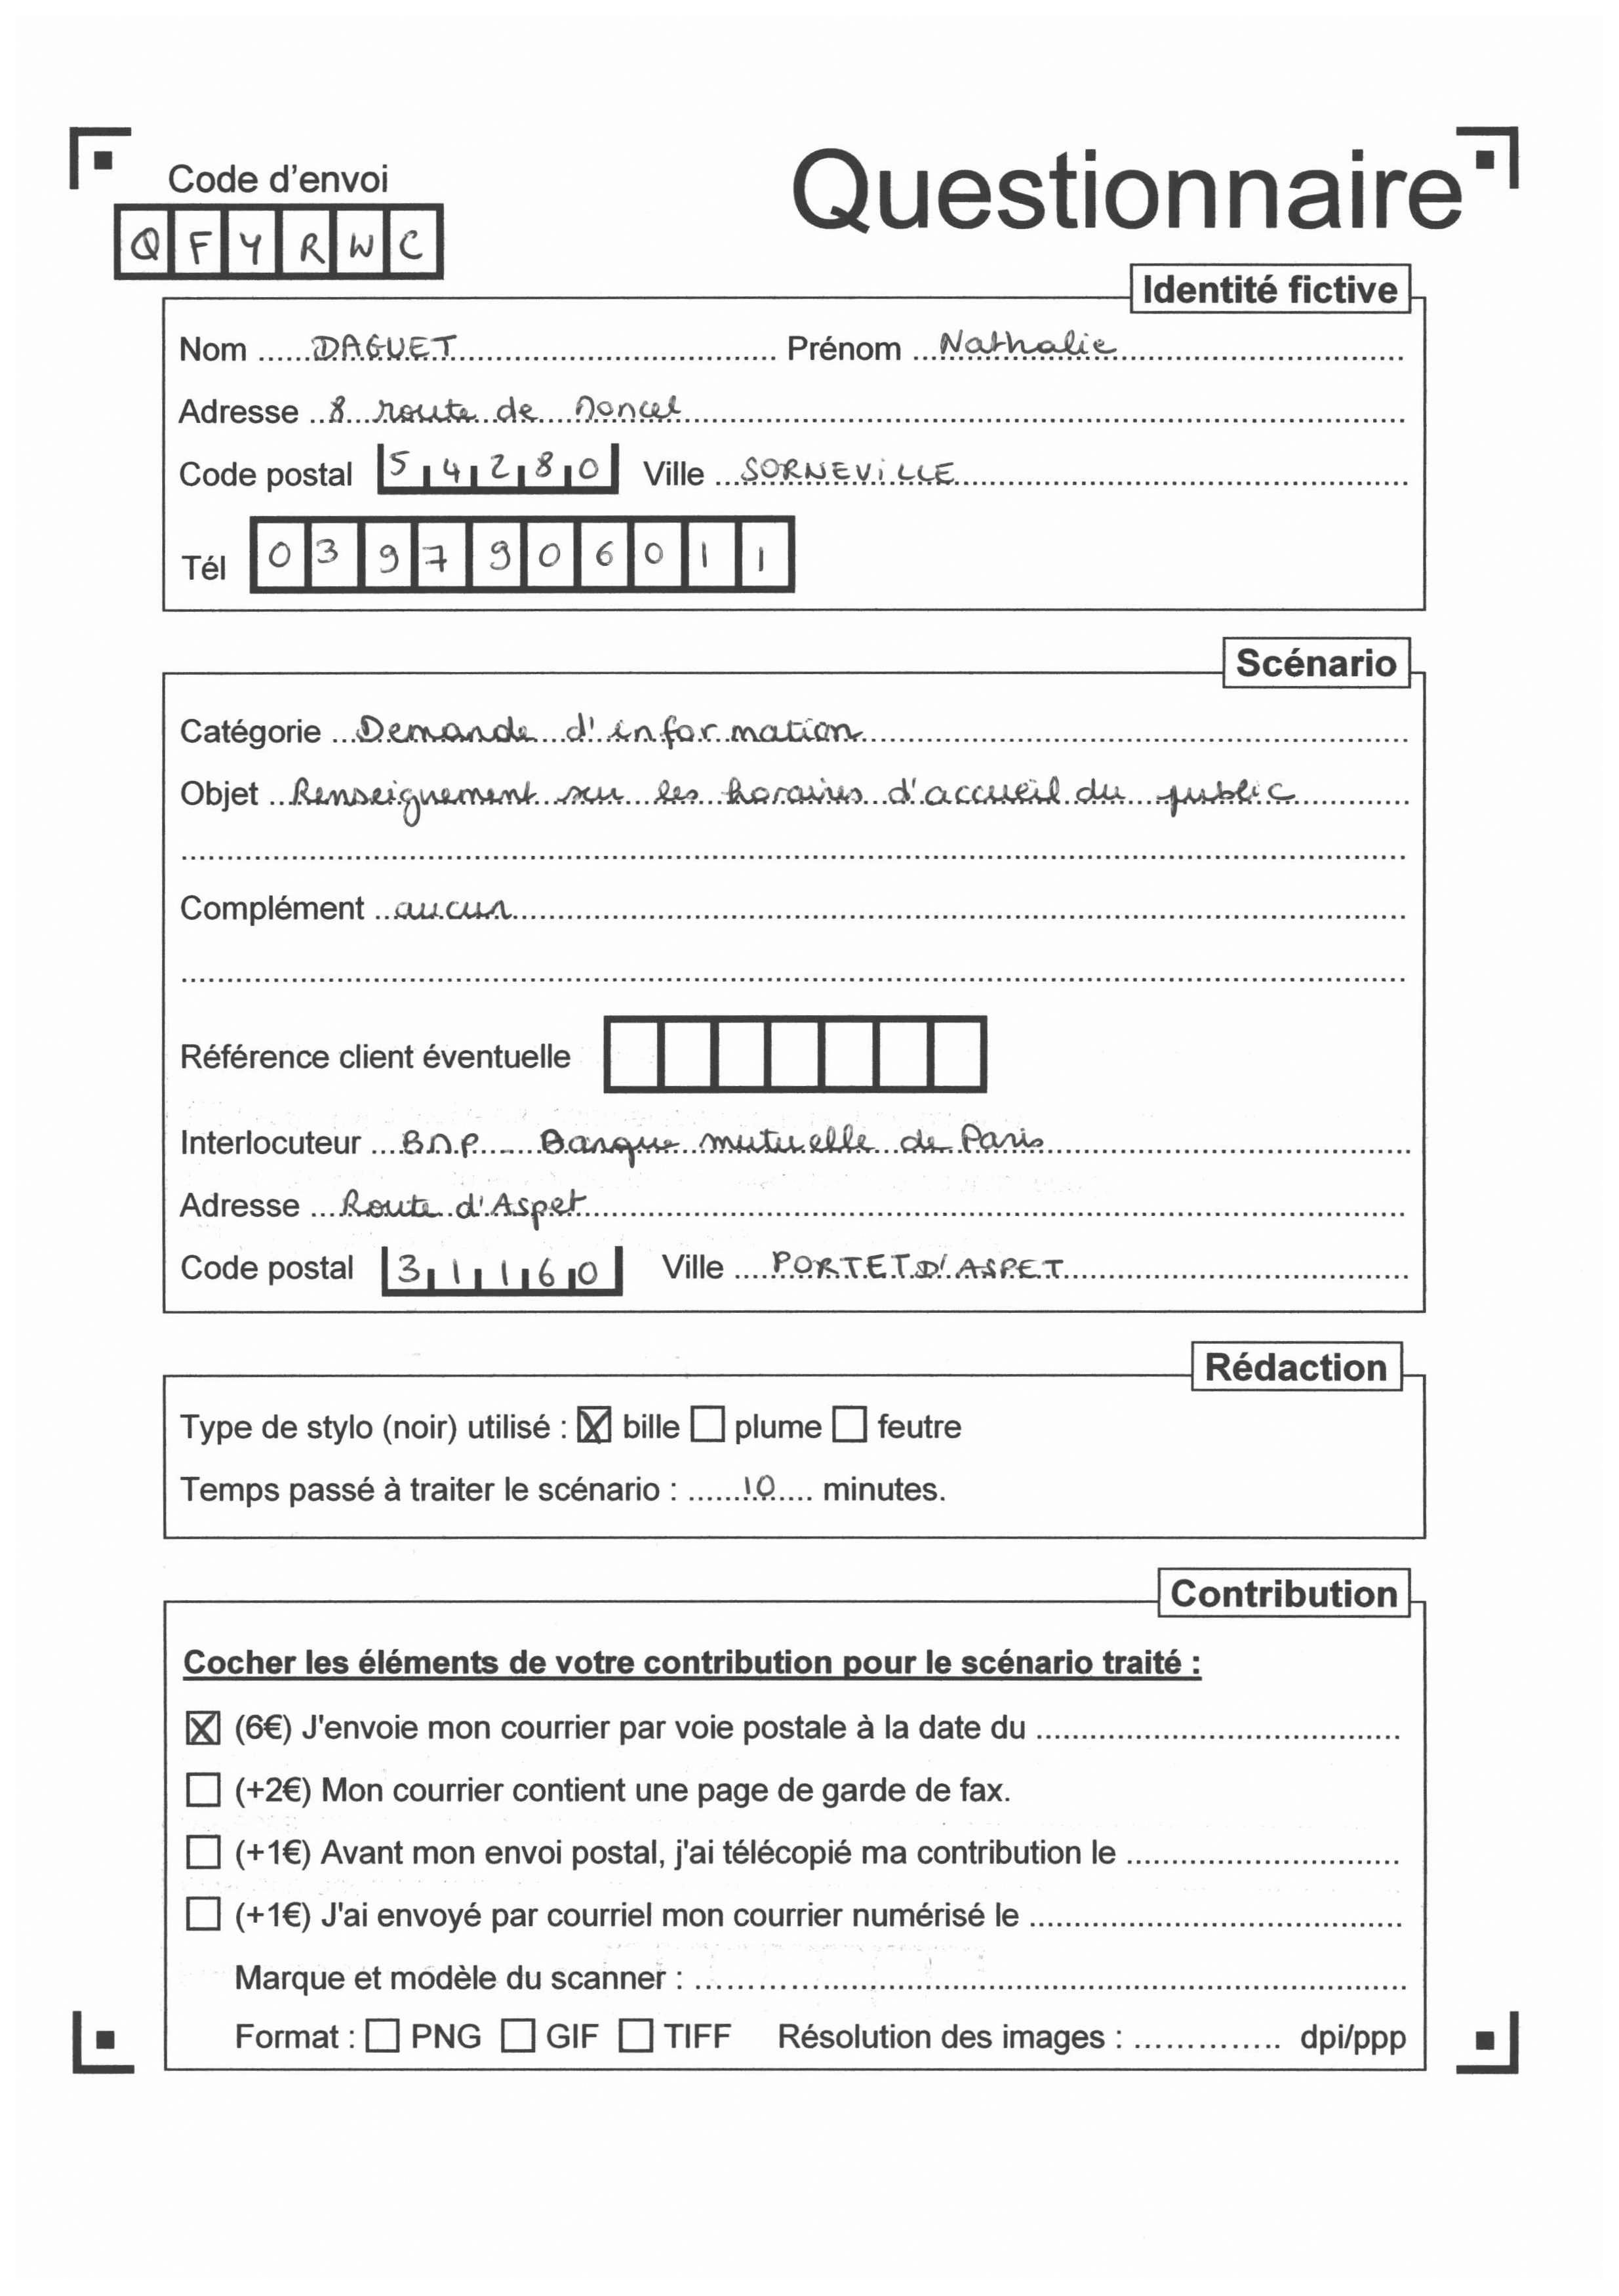 Code d'envoi
Questionnaire
Q F Y R W C
Identité fictive
Nom ...... DAGUET ...... Prénom ... Nathalie ......
Adresse .. 8 route de Moncel ......
Code postal 5 4 2 8 0 Ville ... SORNEViLLE ......
Tél 0 3 9 7 9 0 6 0 1 1
Scénario
Catégorie ... Demande d'information ......
Objet .. Renseignement sur les horaires d'accueil du public ......
Complément .. aucun ......
Référence client éventuelle
Interlocuteur ... BMP ...... Banque mutuelle de Paris ......
Adresse ... Route d'Aspet ......
Code postal 3 1 1 6 0 Ville .... PORTET D'ASPET ......
Rédaction
Type de stylo (noir) utilisé : ☒ bille ☐ plume ☐ feutre
Temps passé à traiter le scénario : ...... 10 .... minutes.
Contribution
Cocher les éléments de votre contribution pour le scénario traité :
☒ (6€) J'envoie mon courrier par voie postale à la date du ......
☐ (+2€) Mon courrier contient une page de garde de fax.
☐ (+1€) Avant mon envoi postal, j'ai télécopié ma contribution le ......
☐ (+1€) J'ai envoyé par courriel mon courrier numérisé le ......
Marque et modèle du scanner : ......
Format : ☐ PNG ☐ GIF ☐ TIFF Résolution des images : ...... dpi/ppp